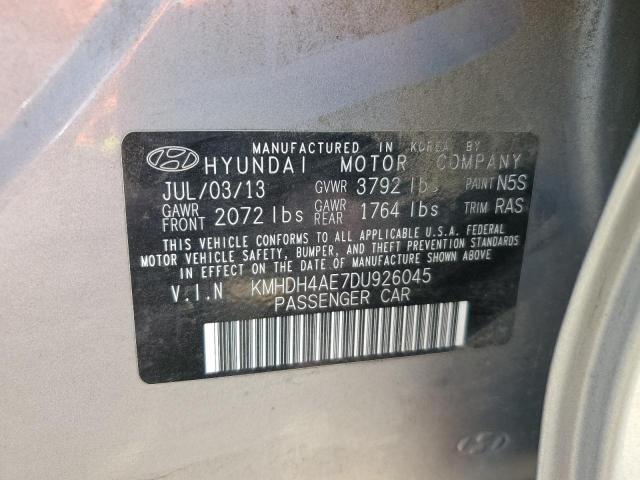 MANUFACTURED IN KOREA BY
HYUNDAI MOTOR COMPANY
JUL/03/13 GVWR 3792 lbs PAINT N5S
GAWR FRONT 2072 lbs GAWR REAR 1764 lbs TRIM RAS
THIS VEHICLE CONFORMS TO ALL APPLICABLE U.S.A. FEDERAL
MOTOR VEHICLE SAFETY, BUMPER, AND THEFT PREVENTION
STANDARDS IN EFFECT ON THE DATE OF MANUFACTURE SHOWN ABOVE
V.I.N KMHDH4AE7DU926045
PASSENGER CAR